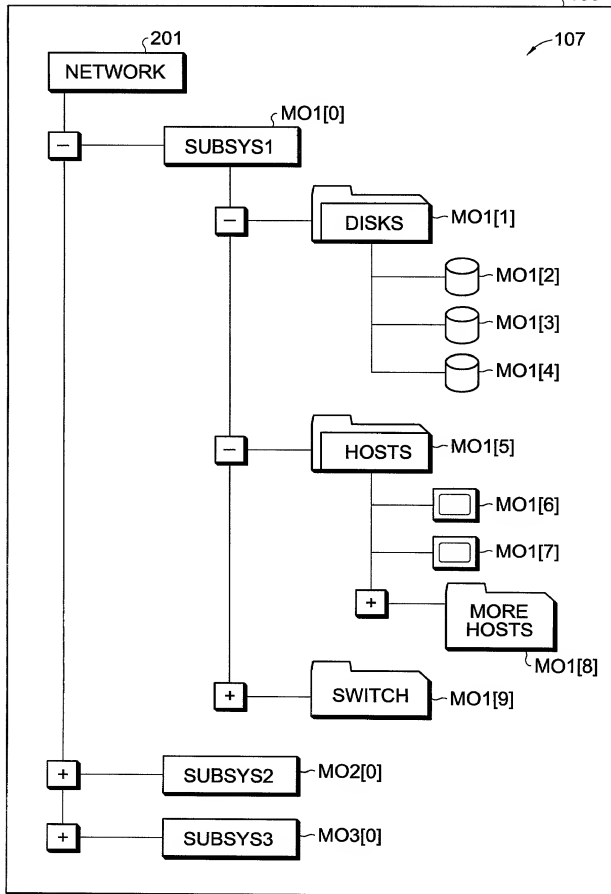 201
107
NETWORK
MO1[0]
−
SUBSYS1
−
DISKS
MO1[1]
MO1[2]
MO1[3]
MO1[4]
−
HOSTS
MO1[5]
MO1[6]
MO1[7]
+
MORE
HOSTS
MO1[8]
+
SWITCH
MO1[9]
+
SUBSYS2
MO2[0]
+
SUBSYS3
MO3[0]